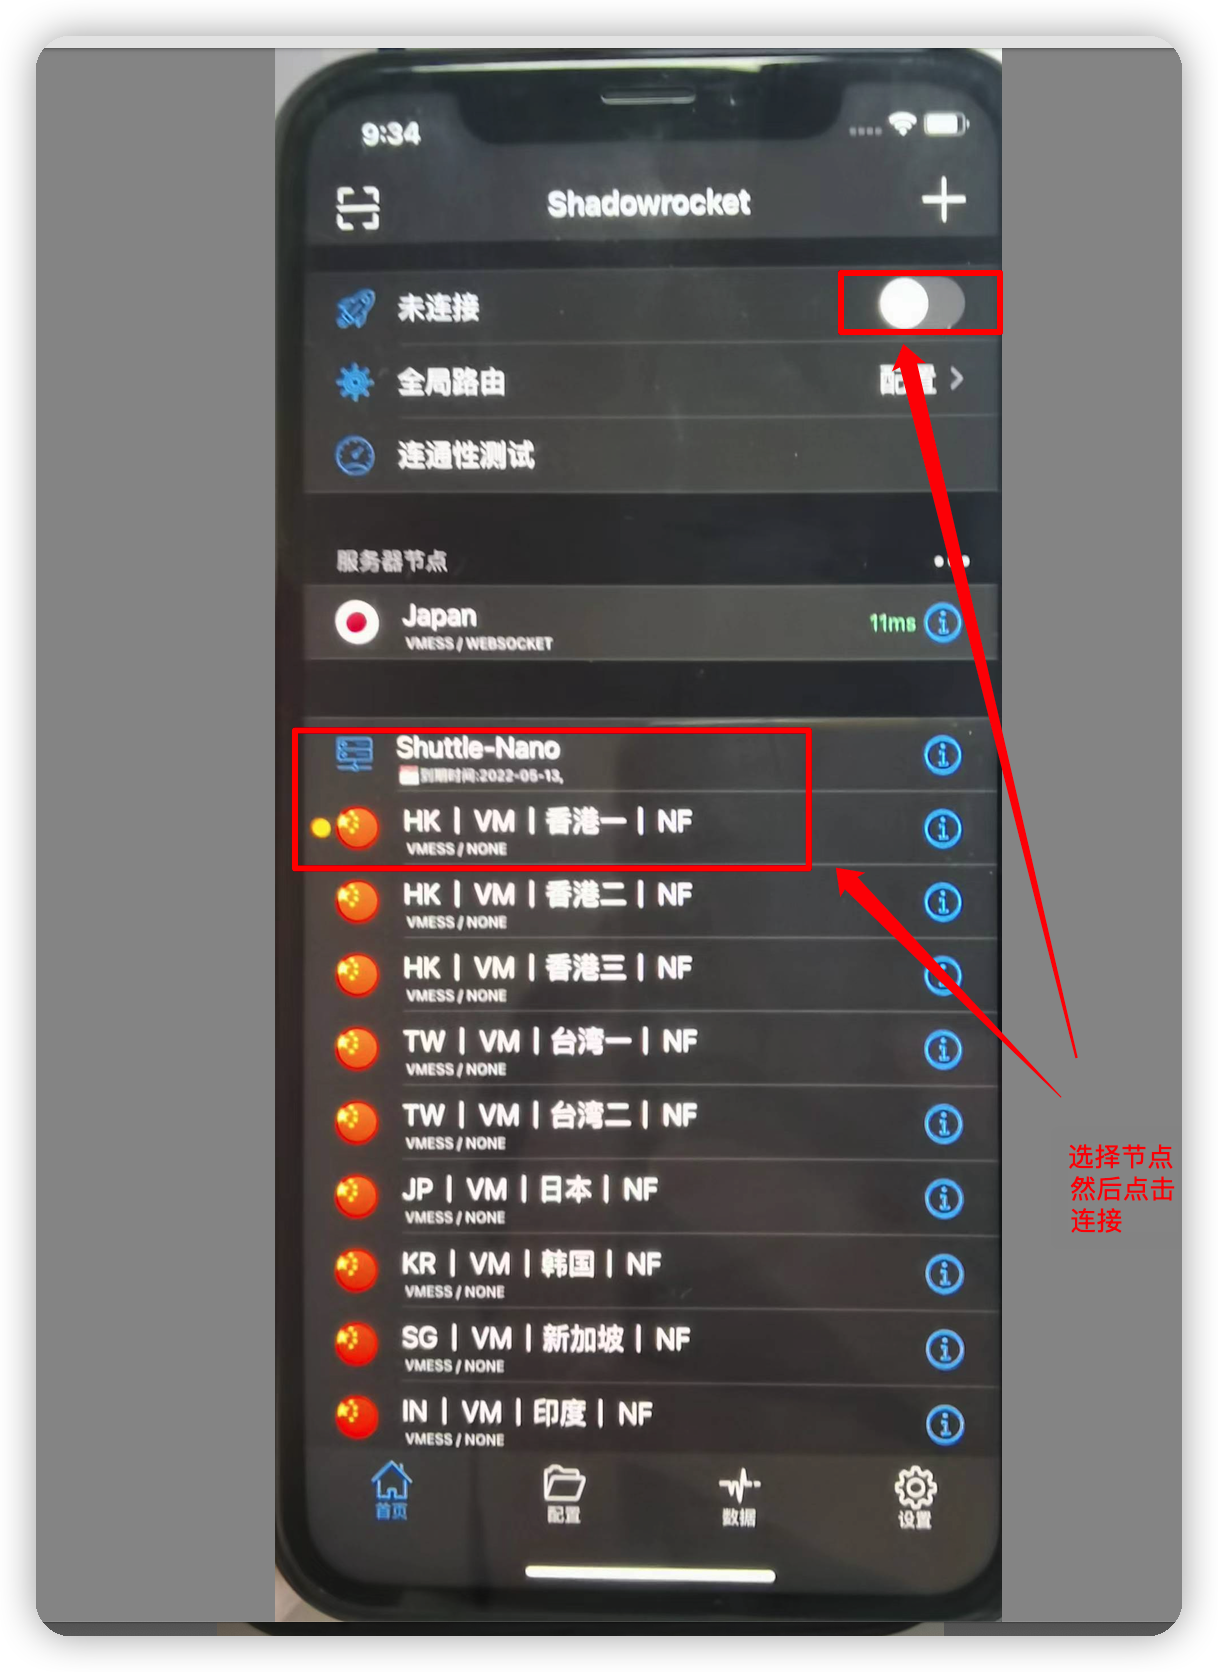 9:34
Shadowrocket
未连接
全局路由
配置
连通性测试
服务器节点
Japan
11ms
VMESS / WEBSOCKET
Shuttle-Nano
到期时间:2022-05-13,
HK | VM | 香港一 | NF
VMESS / NONE
HK | VM | 香港二 | NF
VMESS / NONE
HK | VM | 香港三 | NF
VMESS / NONE
TW | VM | 台湾一 | NF
VMESS / NONE
TW | VM | 台湾二 | NF
VMESS / NONE
选择节点
然后点击
连接
JP | VM | 日本 | NF
VMESS / NONE
KR | VM | 韩国 | NF
VMESS / NONE
SG | VM | 新加坡 | NF
VMESS / NONE
IN | VM | 印度 | NF
VMESS / NONE
首页
配置
数据
设置